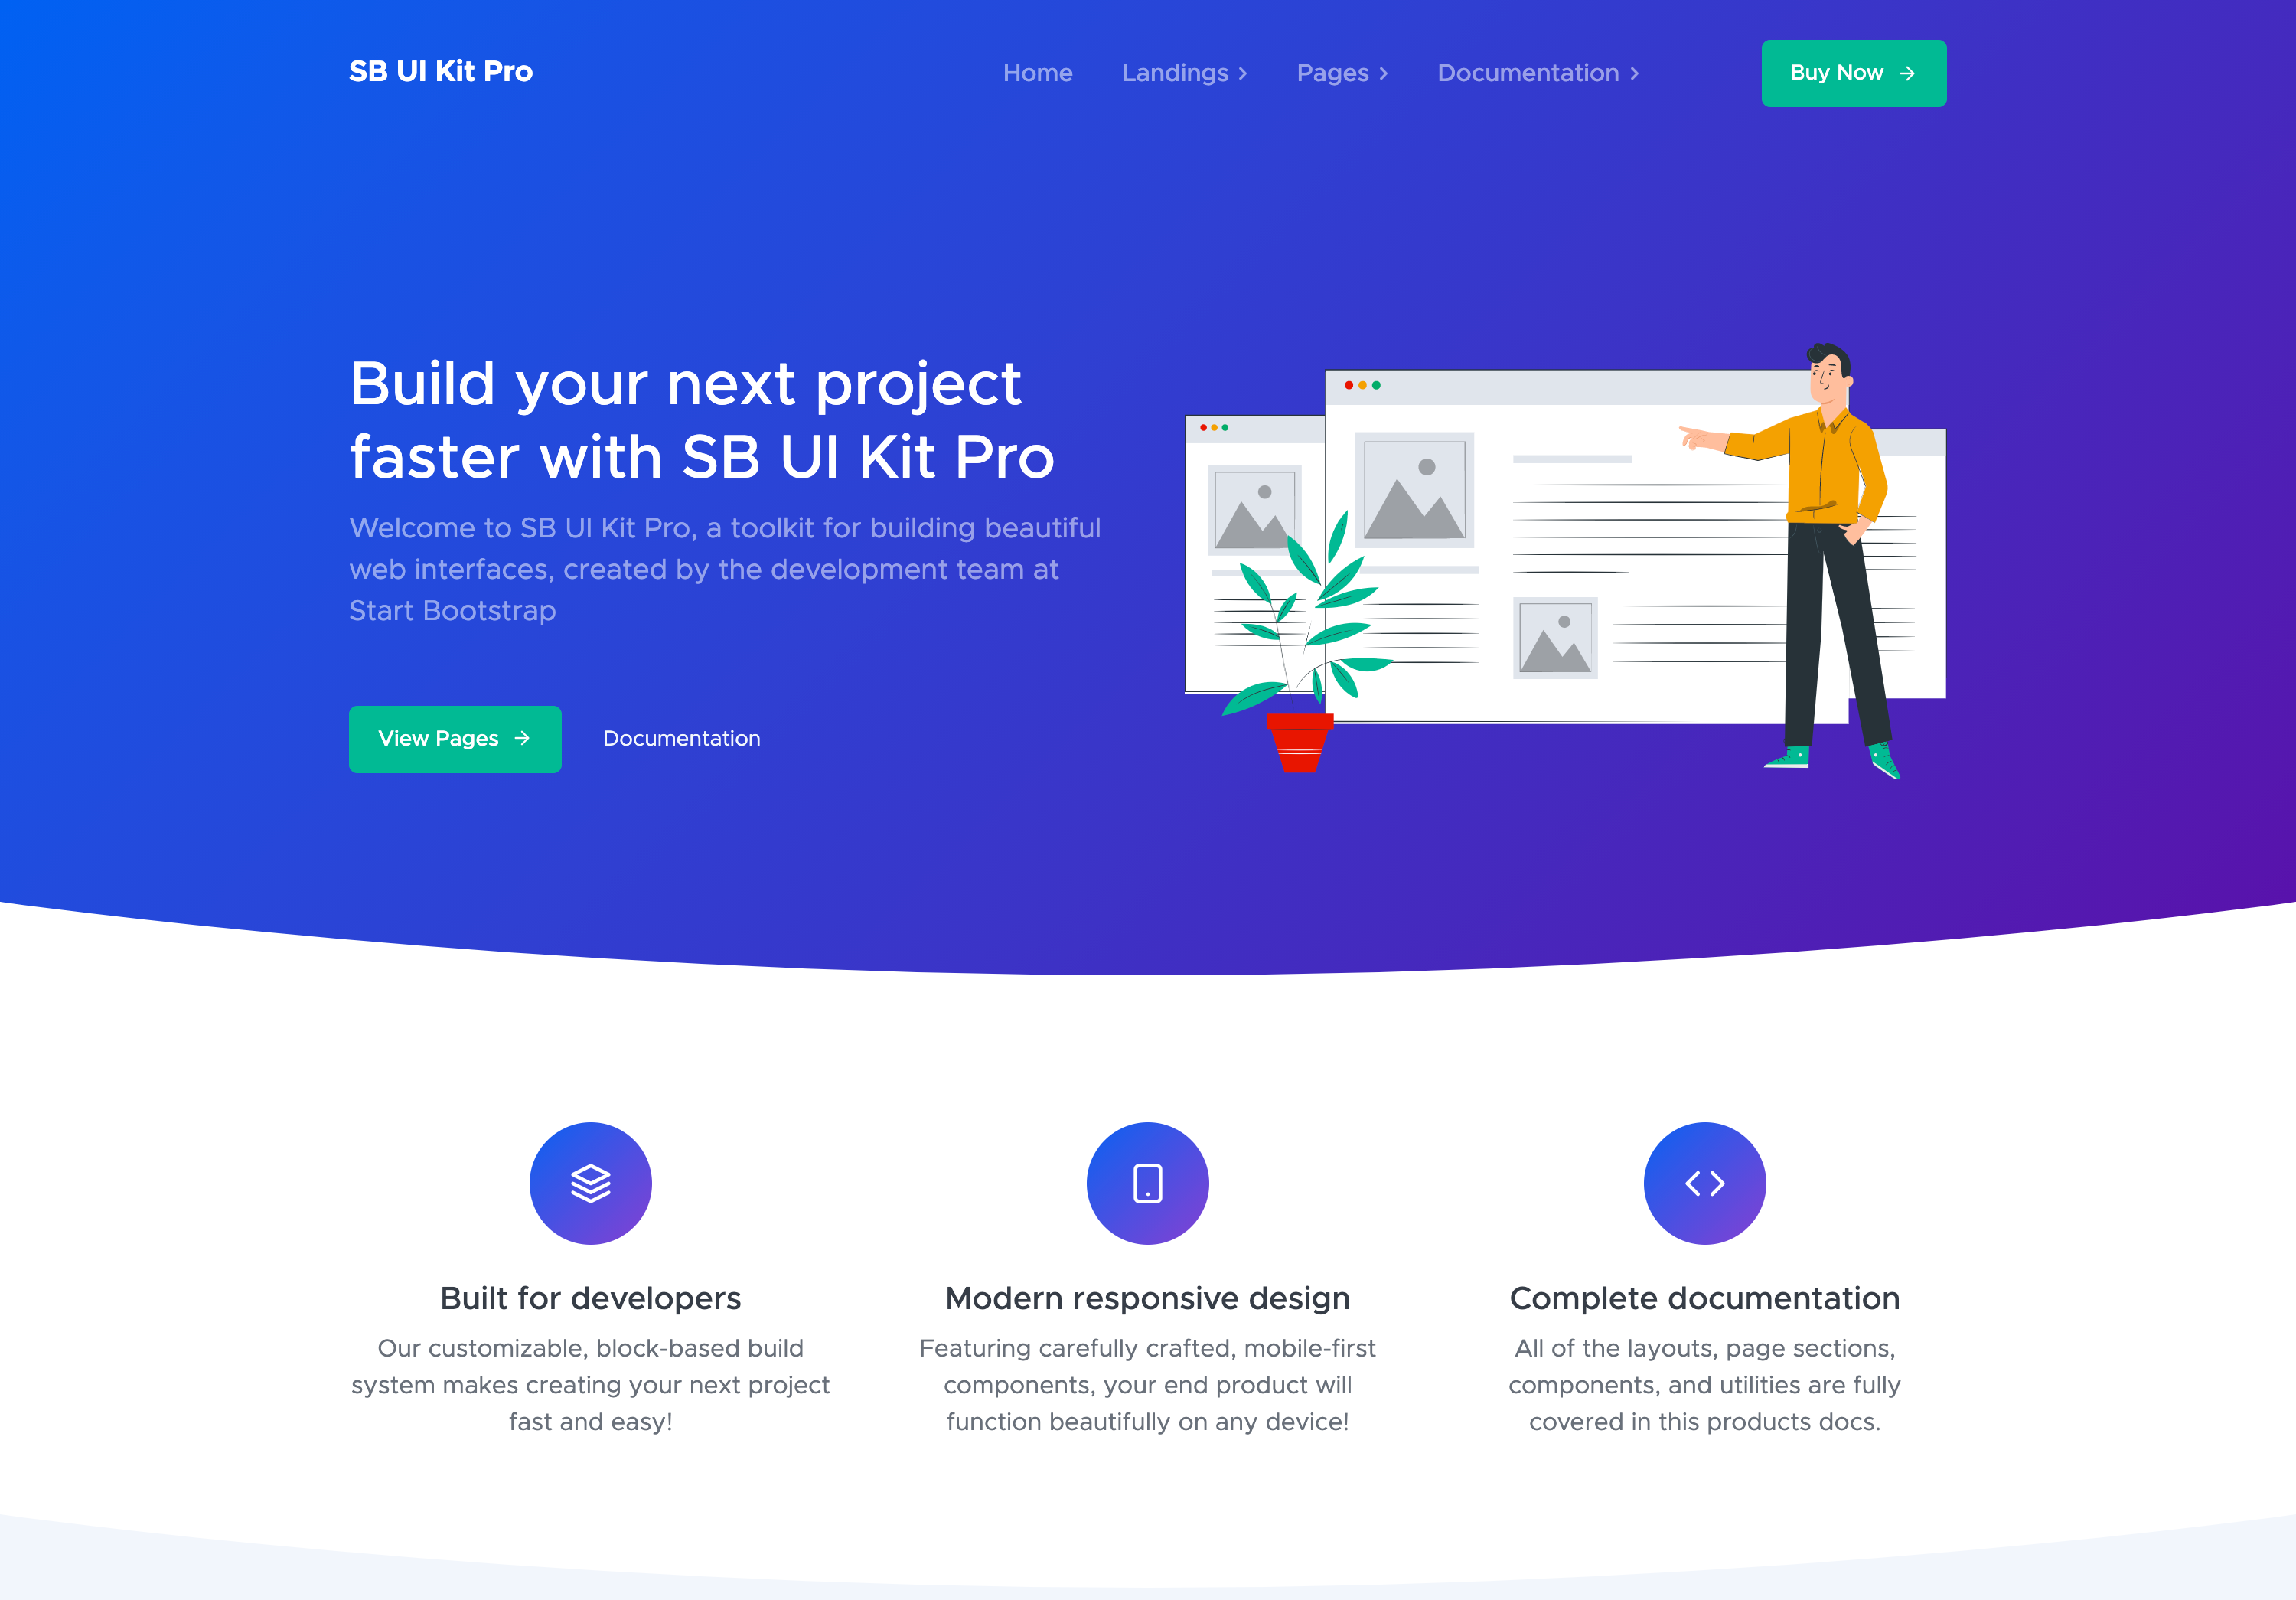 SB UI Kit Pro
Home
Landings
Pages
Documentation
Buy Now
Build your next project
faster with SB UI Kit Pro
Welcome to SB UI Kit Pro, a toolkit for building beautiful
web interfaces, created by the development team at
Start Bootstrap
View Pages
Documentation
Built for developers
Our customizable, block-based build
system makes creating your next project
fast and easy!
Modern responsive design
Featuring carefully crafted, mobile-first
components, your end product will
function beautifully on any device!
Complete documentation
All of the layouts, page sections,
components, and utilities are fully
covered in this products docs.